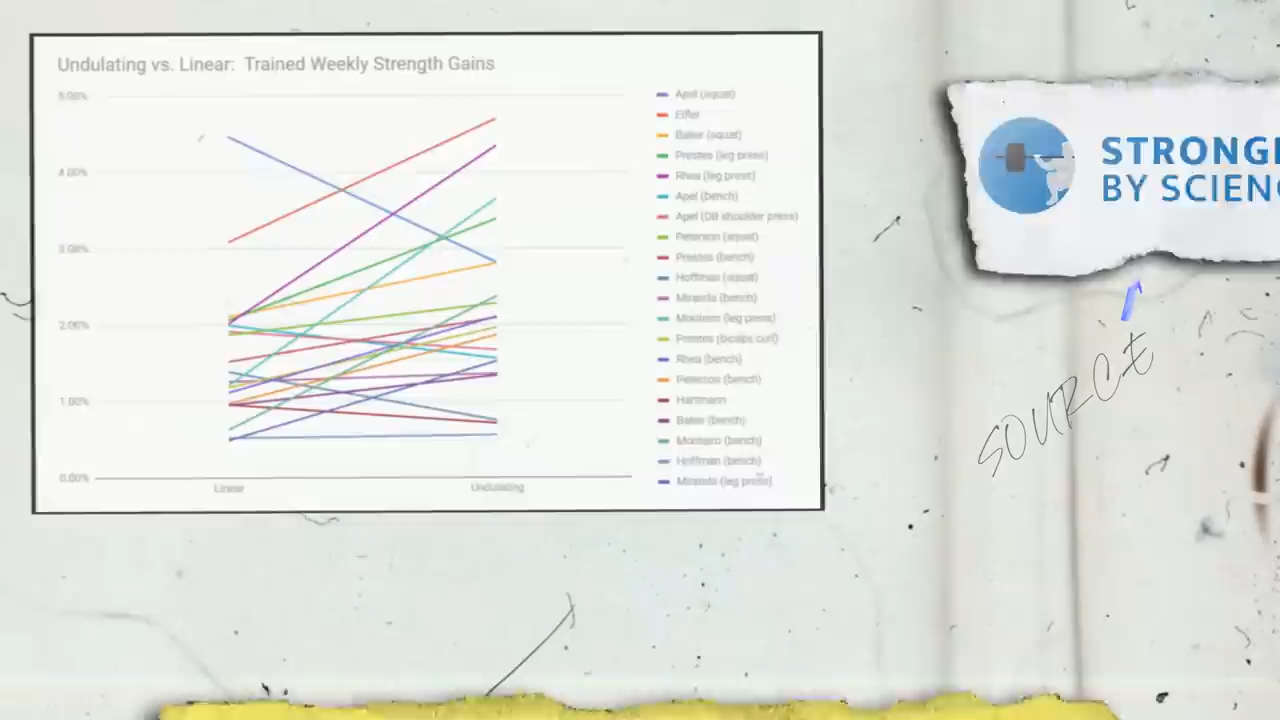 Undulating vs. Linear: Trained Weekly Strength Gains
5.00%
4.00%
3.00%
2.00%
1.00%
0.00%
Linear
Undulating
Apel (squat)
Eifler
Baker (squat)
Prestes (leg press)
Rhea (leg press)
Apel (bench)
Apel (DB shoulder press)
Peterson (squat)
Prestes (bench)
Hoffman (squat)
Miranda (bench)
Monteiro (leg press)
Prestes (biceps curl)
Rhea (bench)
Peterson (bench)
Hartmann
Baker (bench)
Monteiro (bench)
Hoffman (bench)
Miranda (leg press)
STRONGE
BY SCIENC
SOURCE